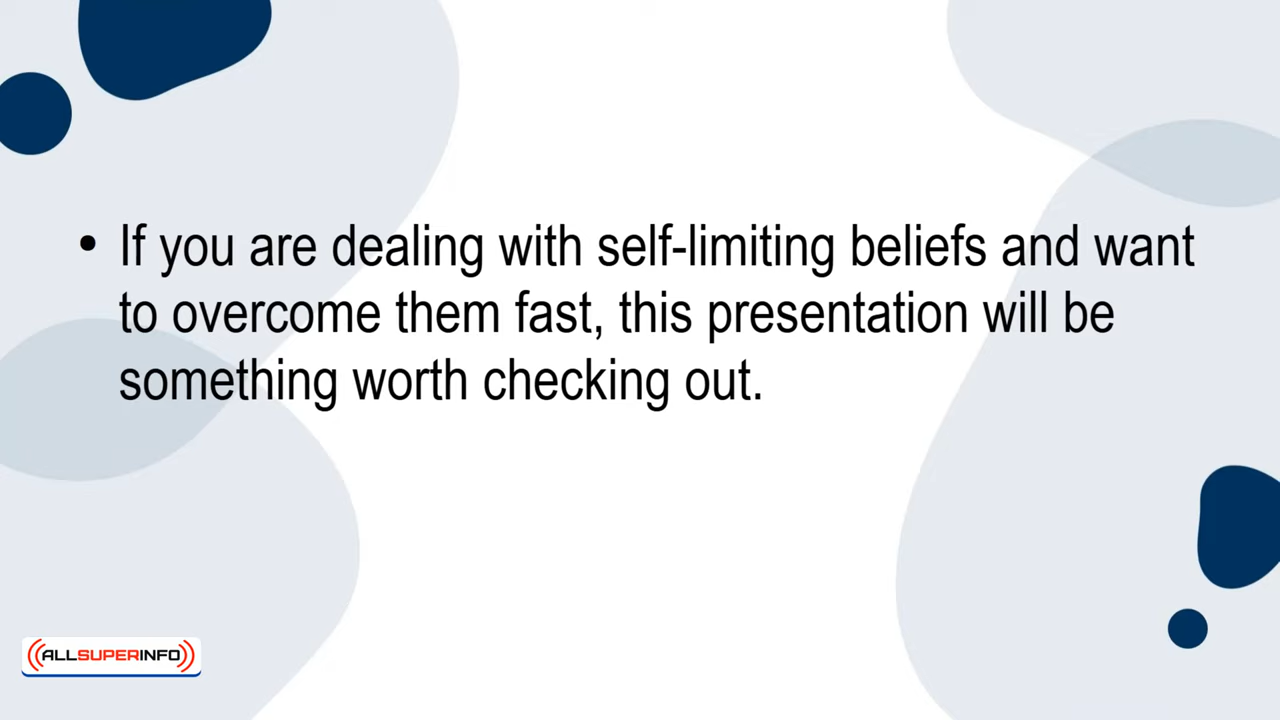 • If you are dealing with self-limiting beliefs and want
to overcome them fast, this presentation will be
something worth checking out.
((ALLSUPERINFO))